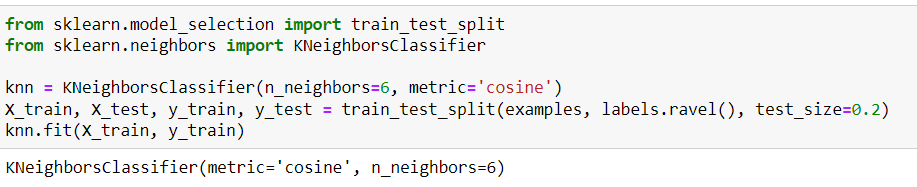 from sklearn.model_selection import train_test_split
from sklearn.neighbors import KNeighborsClassifier
knn = KNeighborsClassifier(n_neighbors=6, metric='cosine')
X_train, X_test, y_train, y_test = train_test_split(examples, labels.ravel(), test_size=0.2)
knn.fit(X_train, y_train)
KNeighborsClassifier(metric='cosine', n_neighbors=6)